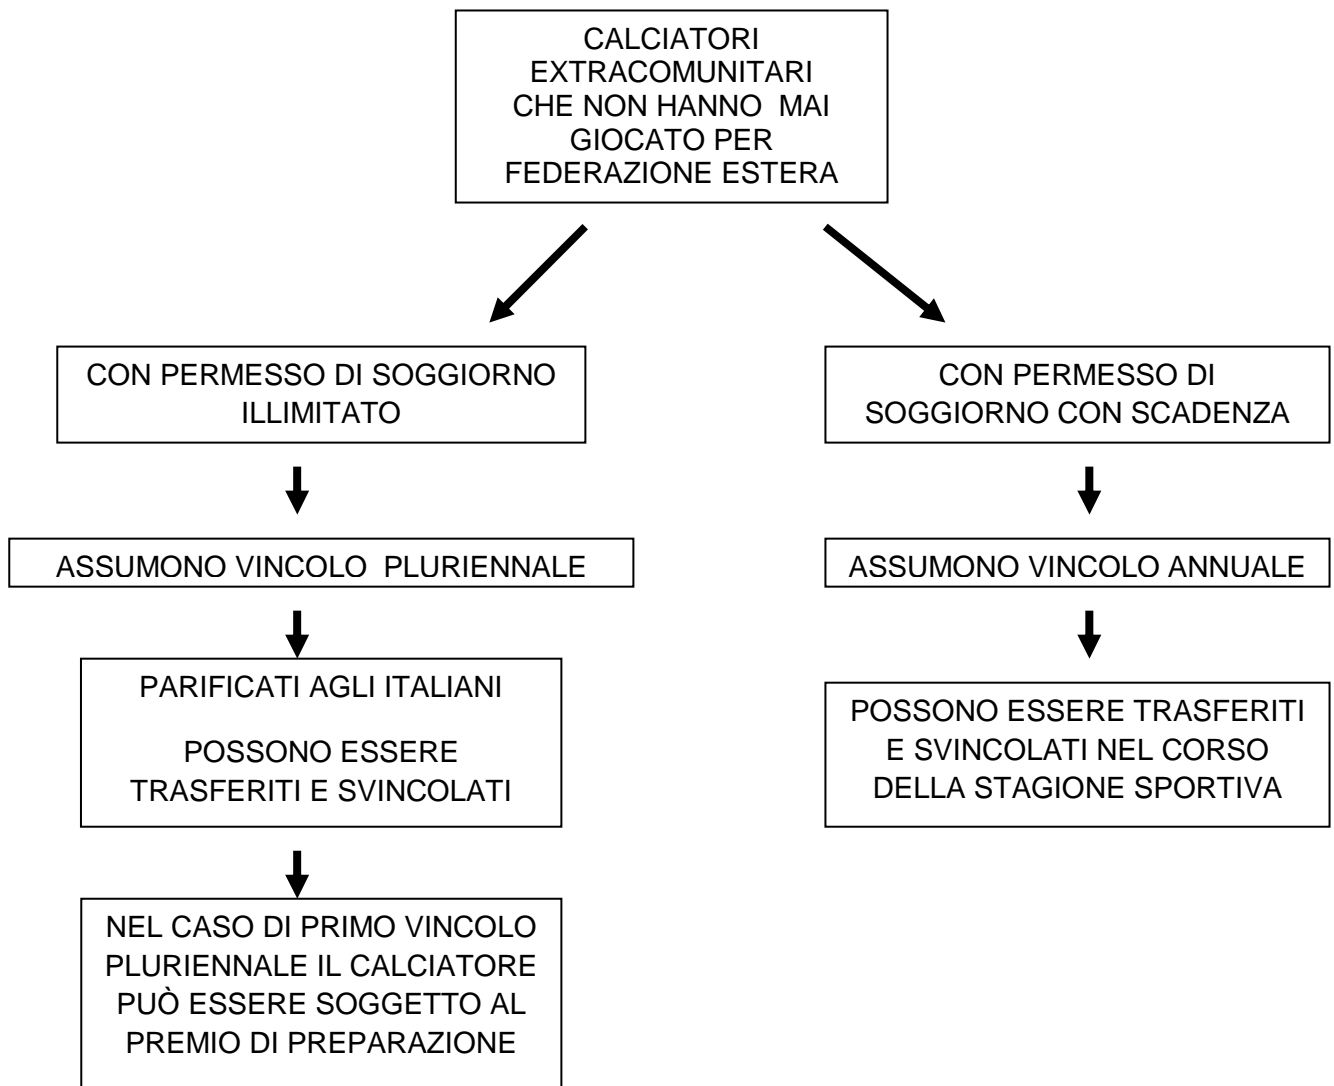 CALCIATORI
EXTRACOMUNITARI
CHE NON HANNO MAI
GIOCATO PER
FEDERAZIONE ESTERA
CON PERMESSO DI SOGGIORNO
ILLIMITATO
CON PERMESSO DI
SOGGIORNO CON SCADENZA
ASSUMONO VINCOLO PLURIENNALE
ASSUMONO VINCOLO ANNUALE
PARIFICATI AGLI ITALIANI
POSSONO ESSERE
TRASFERITI E SVINCOLATI
POSSONO ESSERE TRASFERITI
E SVINCOLATI NEL CORSO
DELLA STAGIONE SPORTIVA
NEL CASO DI PRIMO VINCOLO
PLURIENNALE IL CALCIATORE
PUÒ ESSERE SOGGETTO AL
PREMIO DI PREPARAZIONE